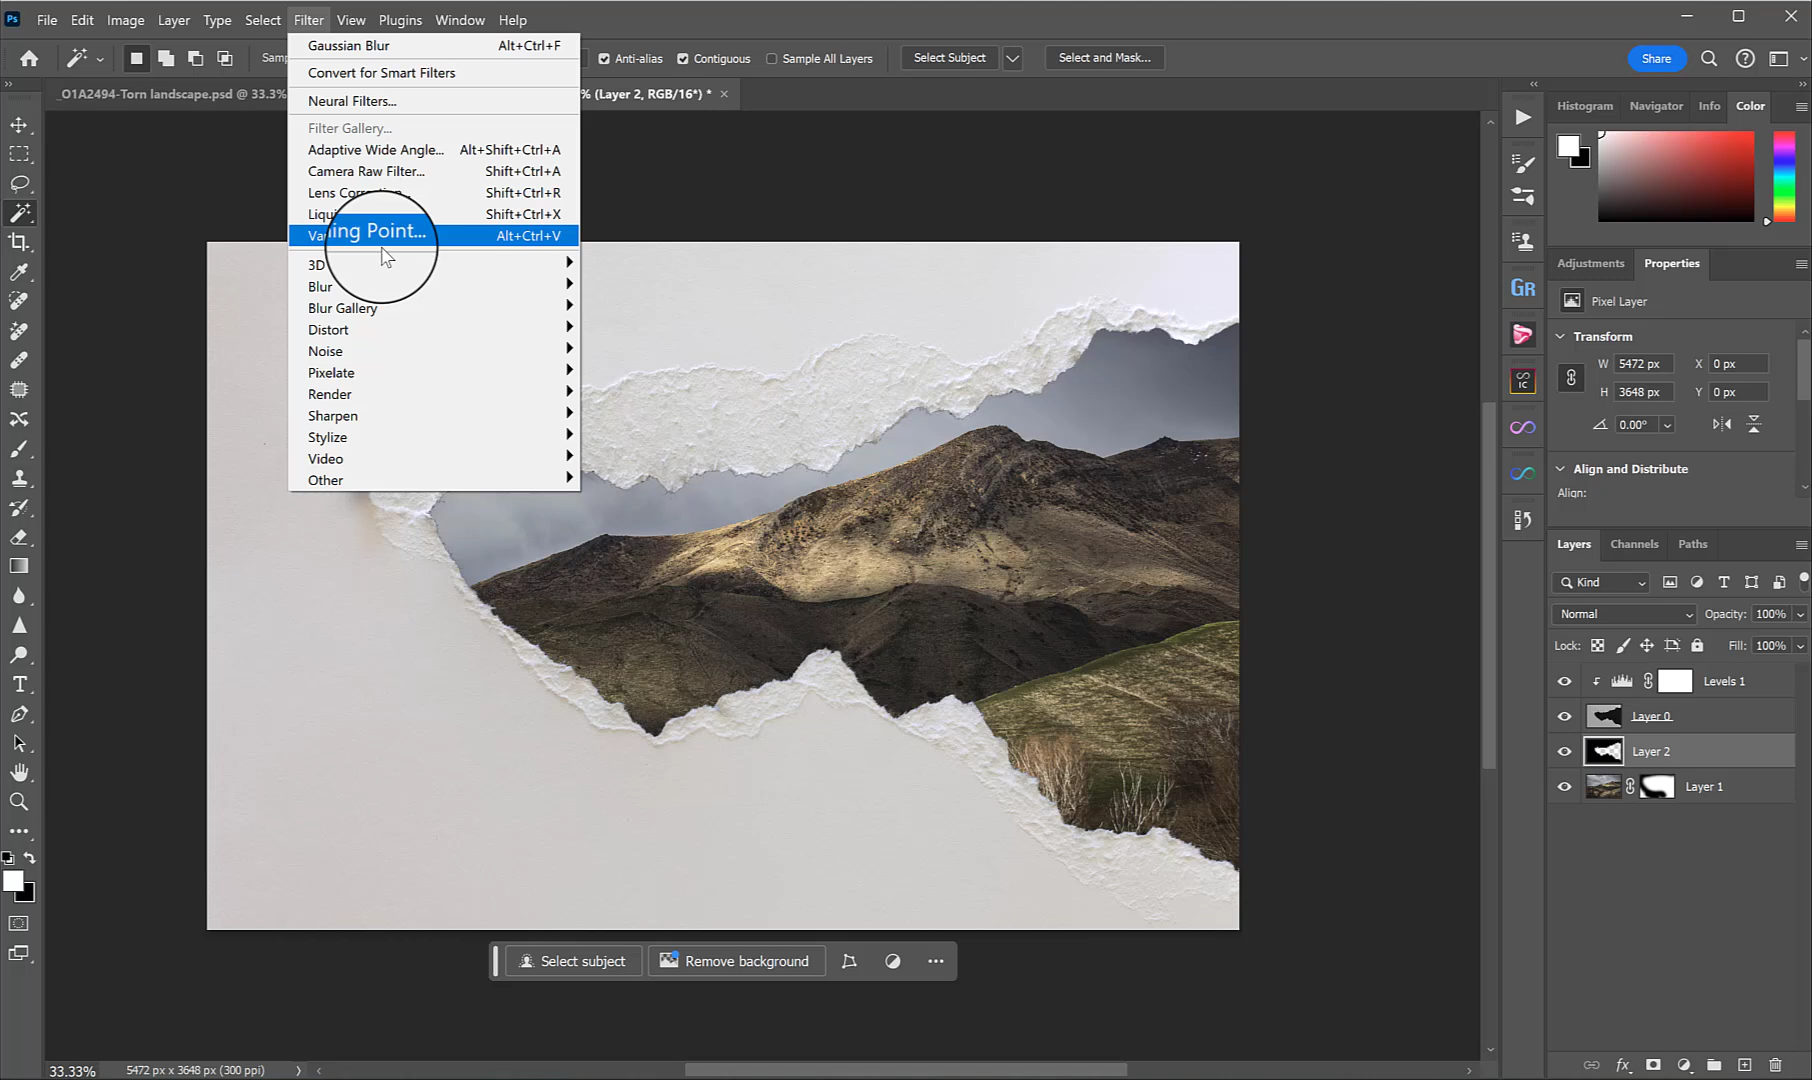 Ps File Edit Image Layer Type Select Filter View Plugins Window Help
Anti-alias Contiguous Sample All Layers Select Subject Select and Mask... Share
_O1A2494-Torn landscape.psd @ 33.3% % (Layer 2, RGB/16*) *
Gaussian Blur Alt+Ctrl+F
Convert for Smart Filters
Neural Filters...
Filter Gallery...
Adaptive Wide Angle... Alt+Shift+Ctrl+A
Camera Raw Filter... Shift+Ctrl+A
Lens Shift+Ctrl+R
Shift+Ctrl+X
ing Point... Alt+Ctrl+V
3D
Blur
Blur Gallery
Distort
Noise
Pixelate
Render
Sharpen
Stylize
Video
Other
Histogram Navigator Info Color
Adjustments Properties
Gr
Pixel Layer
Transform
W 5472 px X 0 px
H 3648 px Y 0 px
IC
0.00°
Align and Distribute
Align:
Layers Channels Paths
Kind
Normal Opacity: 100%
Lock: Fill: 100%
Levels 1
Layer 0
Layer 2
Layer 1
Select subject Remove background
33.33% 5472 px x 3648 px (300 ppi)
fx